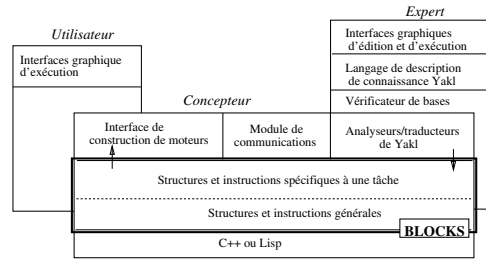 Expert
Utilisateur
Interfaces graphiques
d'édition et d'exécution
Interfaces graphique
d'exécution
Langage de description
de connaissance Yakl
Concepteur
Vérificateur de bases
Interface de
construction de moteurs
Module de
communications
Analyseurs/traducteurs
de Yakl
Structures et instructions spécifiques à une tâche
Structures et instructions générales
BLOCKS
C++ ou Lisp